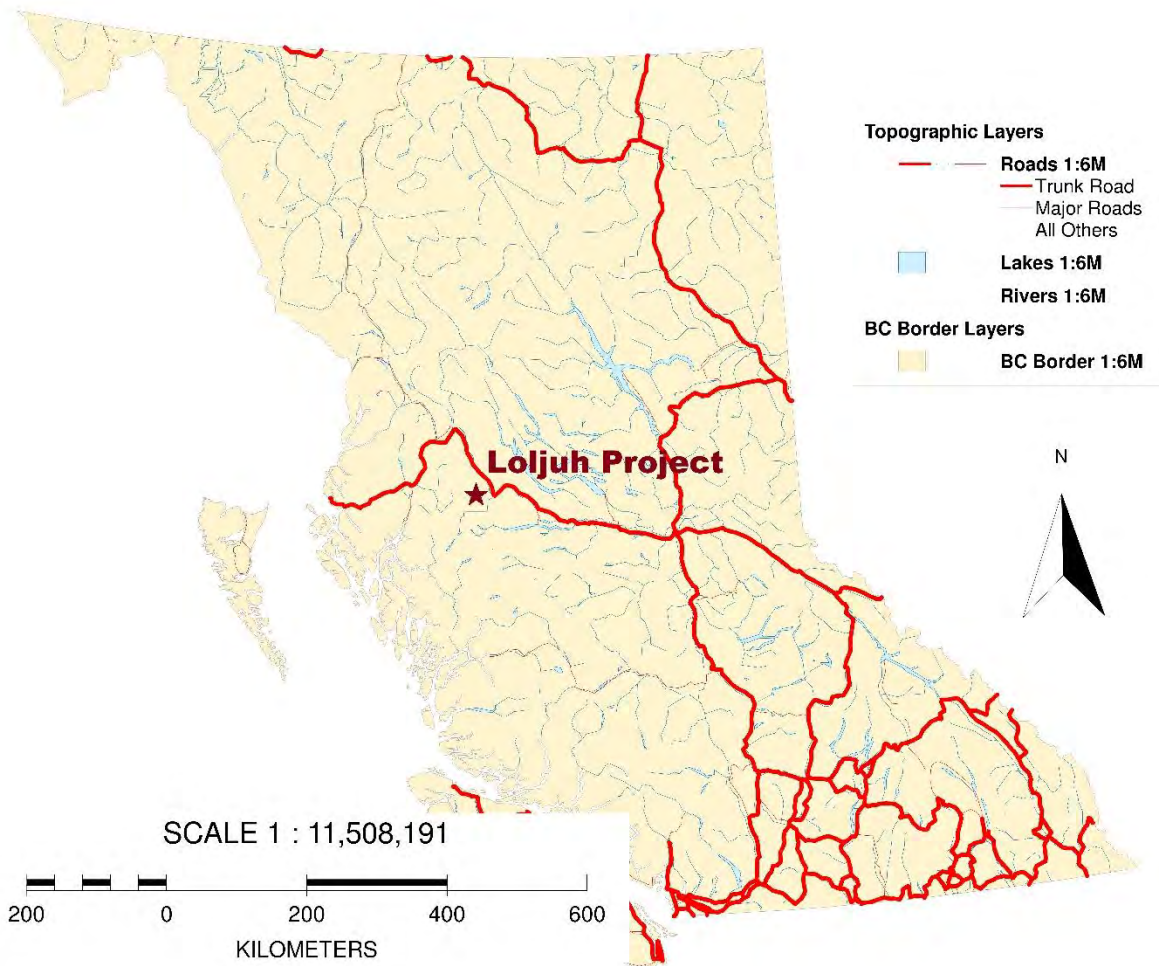 Topographic Layers
Roads 1:6M
Trunk Road
Major Roads
All Others
Lakes 1:6M
Rivers 1:6M
BC Border Layers
BC Border 1:6M
N
Loljuh Project
SCALE 1 : 11,508,191
200 0 200 400 600
KILOMETERS